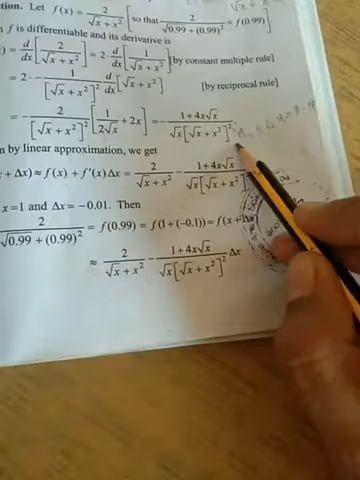 tion. Let f(x) = 2/(√x + x²) [so that 2/(√0.99 + (0.99)²) = f(0.99)]
f is differentiable and its derivative is
) = d/dx [2/(√x + x²)] = 2 · d/dx [1/(√x + x²)] [by constant multiple rule]
= 2 · -1/[√x + x²]² d/dx [√x + x²] [by reciprocal rule]
= - 2/[√x + x²]² [1/(2√x) + 2x] = - (1 + 4x√x)/(√x [√x + x²]²)
n by linear approximation, we get
x + Δx) ≈ f(x) + f'(x)Δx = 2/(√x + x²) - (1 + 4x√x)/(√x [√x + x²]²)
x = 1 and Δx = -0.01. Then
2/(√0.99 + (0.99)²) = f(0.99) = f(1 + (-0.1)) = f(x +
≈ 2/(√x + x²) - (1 + 4x√x)/(√x [√x + x²]²) Δx